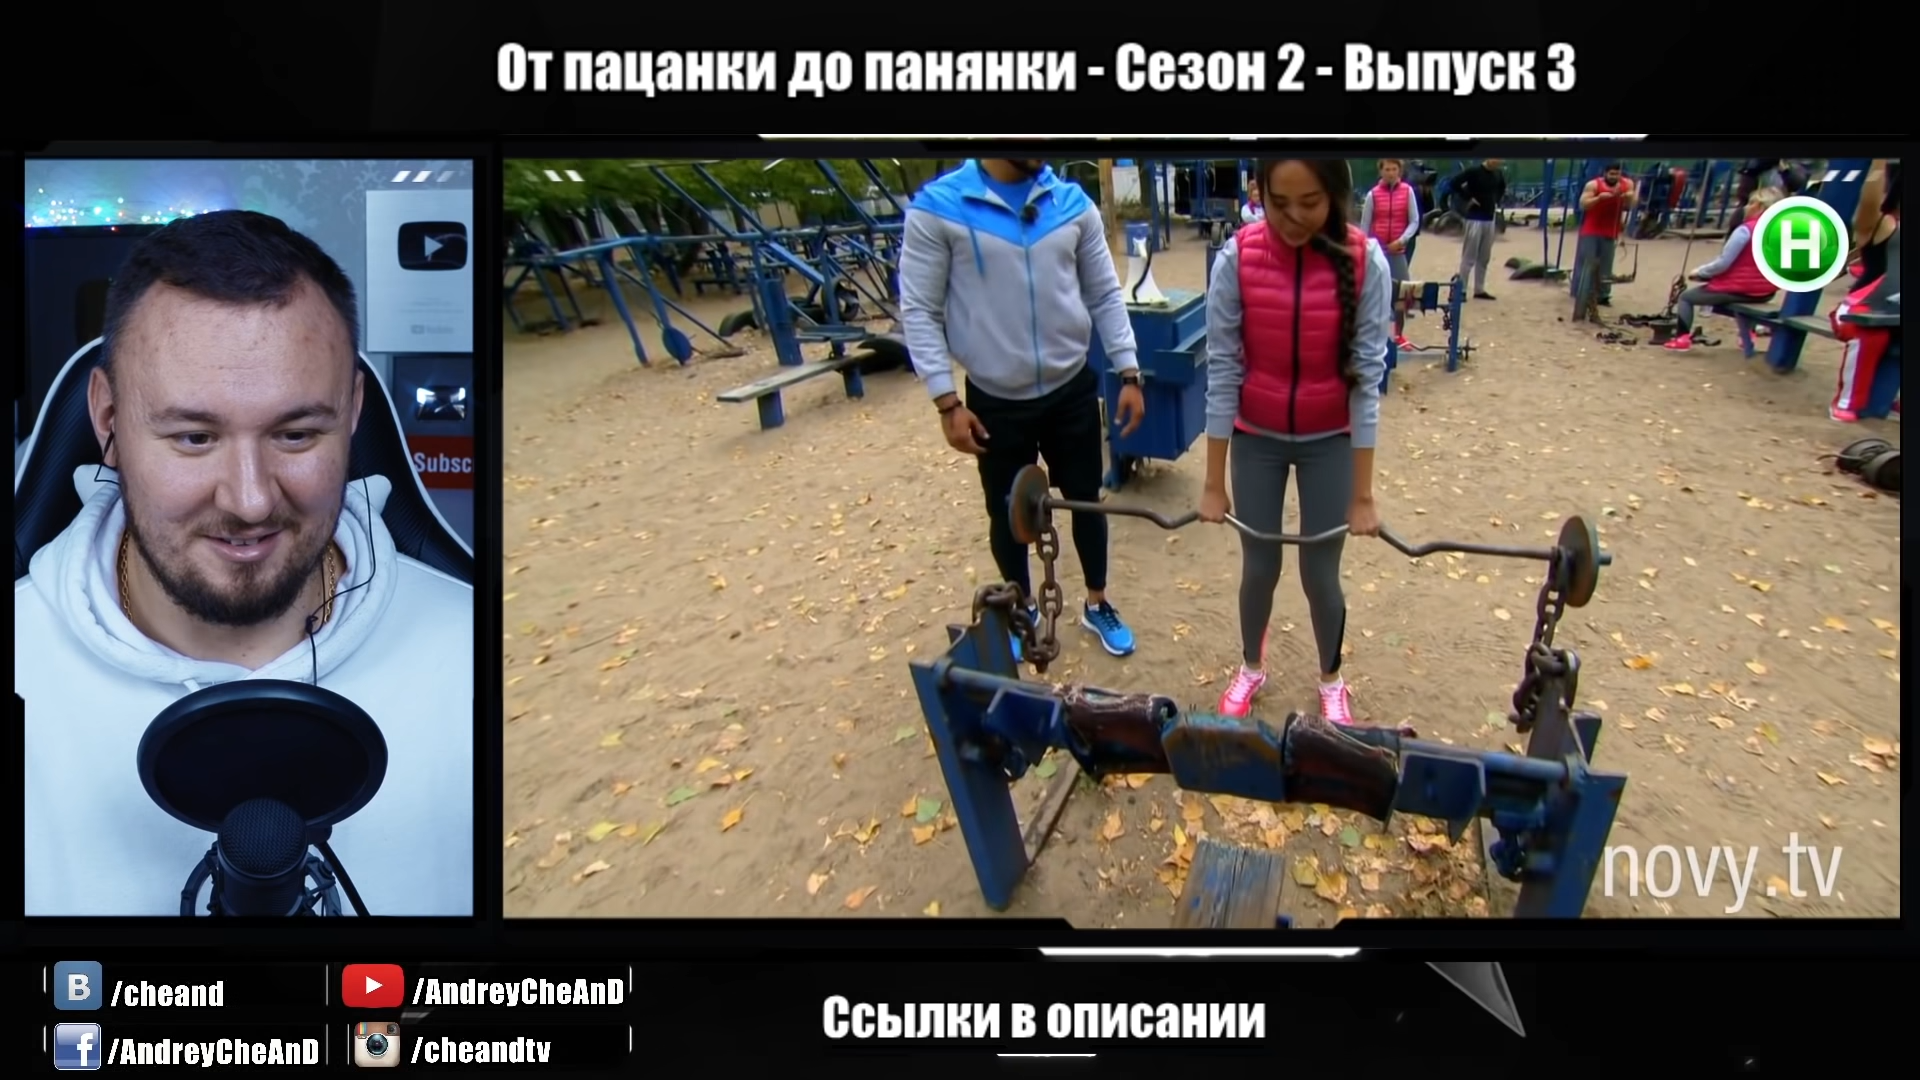 От пацанки до панянки - Сезон 2 - Выпуск 3
Subsc
H
novy.tv
B /cheand
/AndreyCheAnD
f /AndreyCheAnD
/cheandtv
Ссылки в описании